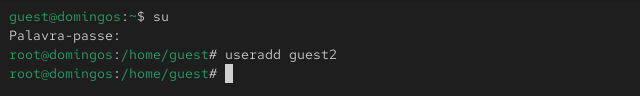 guest@domingos:~$ su
Palavra-passe:
root@domingos:/home/guest# useradd guest2
root@domingos:/home/guest#